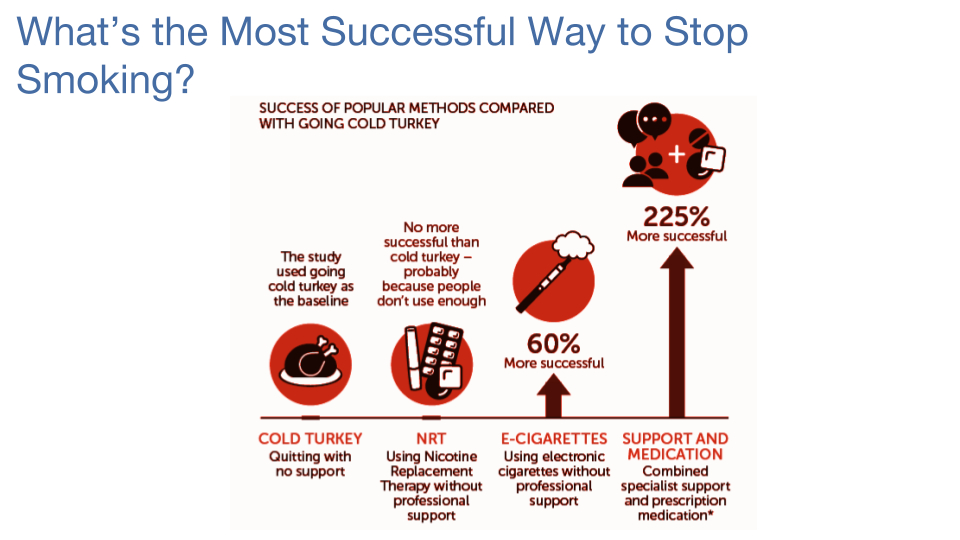 What’s the Most Successful Way to Stop
Smoking?
SUCCESS OF POPULAR METHODS COMPARED
WITH GOING COLD TURKEY
The study
used going
cold turkey as
the baseline
No more
successful than
cold turkey –
probably
because people
don’t use enough
60%
More successful
225%
More successful
COLD TURKEY
Quitting with
no support
NRT
Using Nicotine
Replacement
Therapy without
professional
support
E-CIGARETTES
Using electronic
cigarettes without
professional
support
SUPPORT AND
MEDICATION
Combined
specialist support
and prescription
medication*